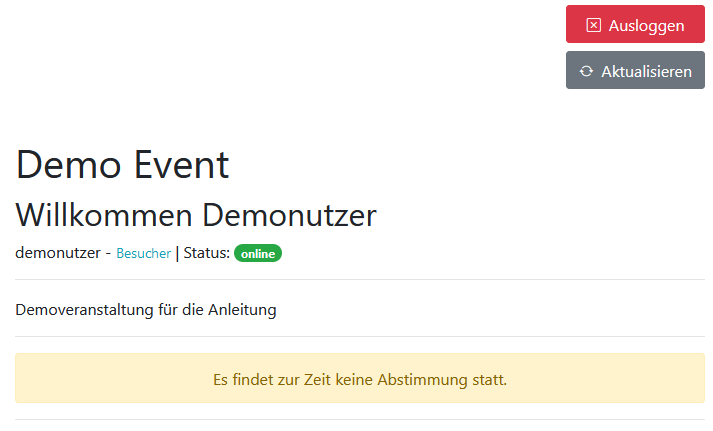 Ausloggen
Aktualisieren
Demo Event
Willkommen Demonutzer
demonutzer - Besucher | Status: online
Demoveranstaltung für die Anleitung
Es findet zur Zeit keine Abstimmung statt.